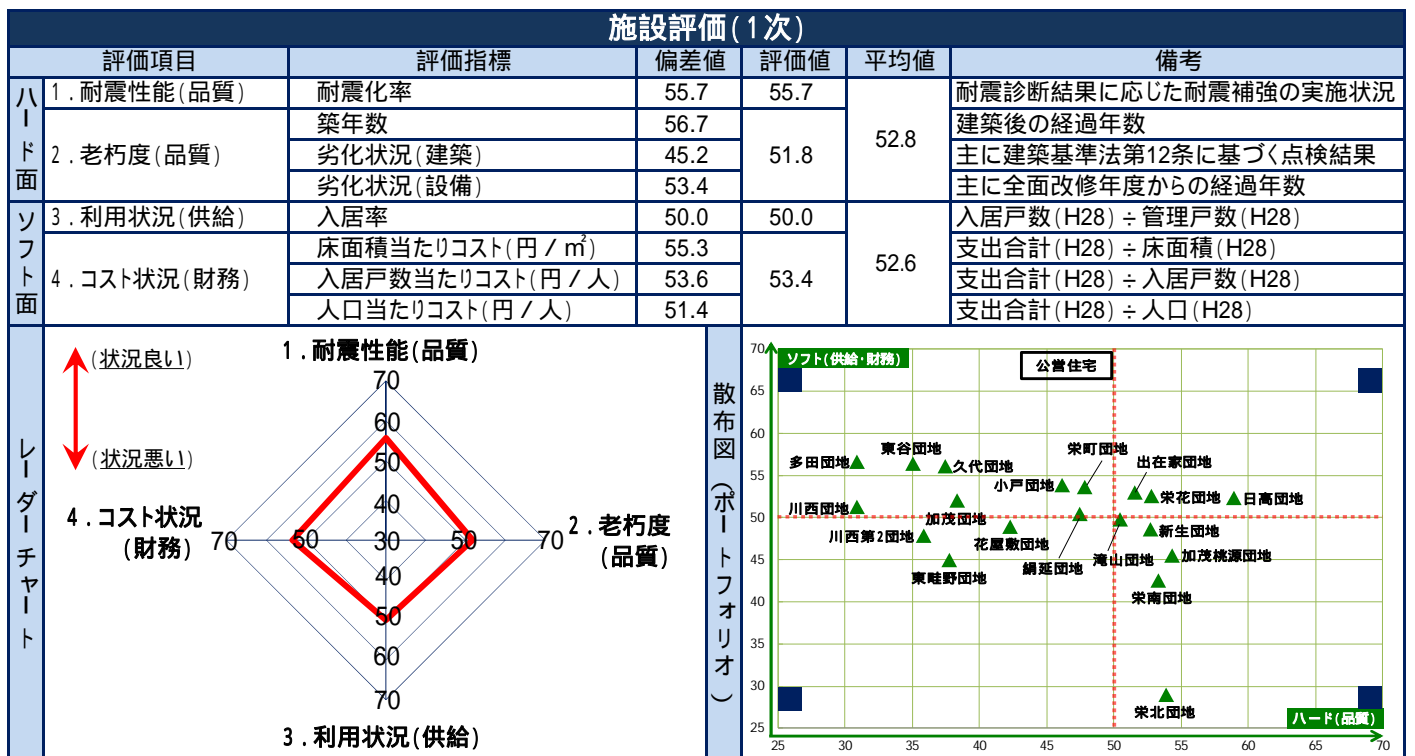 施設評価(1次)
評価項目 評価指標 偏差値 評価値 平均値 備考
ハード面
1．耐震性能(品質) 耐震化率 55.7 55.7 52.8 耐震診断結果に応じた耐震補強の実施状況
2．老朽度(品質) 築年数 56.7 51.8 建築後の経過年数
劣化状況(建築) 45.2 主に建築基準法第12条に基づく点検結果
劣化状況(設備) 53.4 主に全面改修年度からの経過年数
ソフト面
3．利用状況(供給) 入居率 50.0 50.0 52.6 入居戸数(H28)÷管理戸数(H28)
4．コスト状況(財務) 床面積当たりコスト(円／㎡) 55.3 53.4 支出合計(H28)÷床面積(H28)
入居戸数当たりコスト(円／人) 53.6 支出合計(H28)÷入居戸数(H28)
人口当たりコスト(円／人) 51.4 支出合計(H28)÷人口(H28)
レーダーチャート
(状況良い)
(状況悪い)
1．耐震性能(品質)
70
60
50
40
30
2．老朽度
(品質)
50
70
4．コスト状況
(財務)
70
50
40
50
60
70
3．利用状況(供給)
散布図(ポートフォリオ)
ソフト(供給・財務)
公営住宅
70
65
60
55
50
45
40
35
30
25
多田団地
東谷団地
久代団地
栄町団地
出在家団地
小戸団地
栄花団地
日高団地
川西団地
加茂団地
川西第2団地
花屋敷団地
絹延団地
滝山団地
新生団地
加茂桃源団地
東畦野団地
栄南団地
栄北団地
ハード(品質)
25 30 35 40 45 50 55 60 65 70